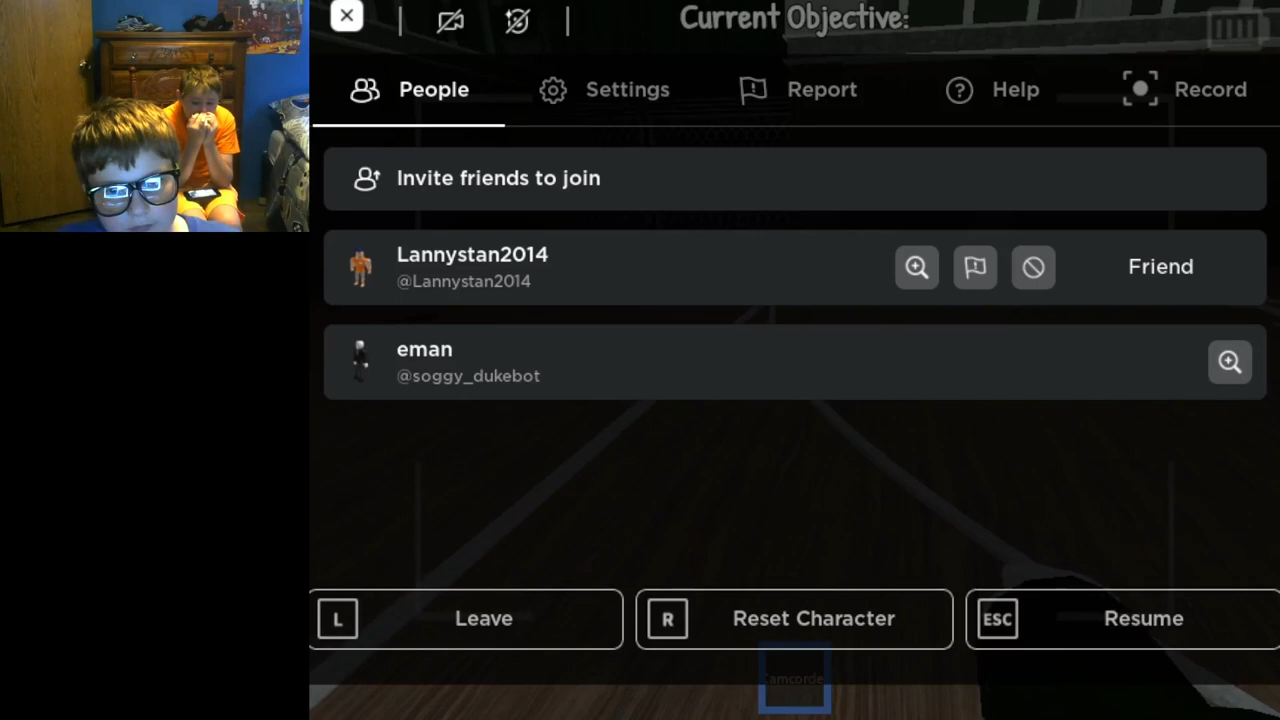 Current Objective:
People
Settings
Report
Help
Record
Invite friends to join
Lannystan2014
@Lannystan2014
Friend
eman
@soggy_dukebot
L
Leave
R
Reset Character
ESC
Resume
amcorde